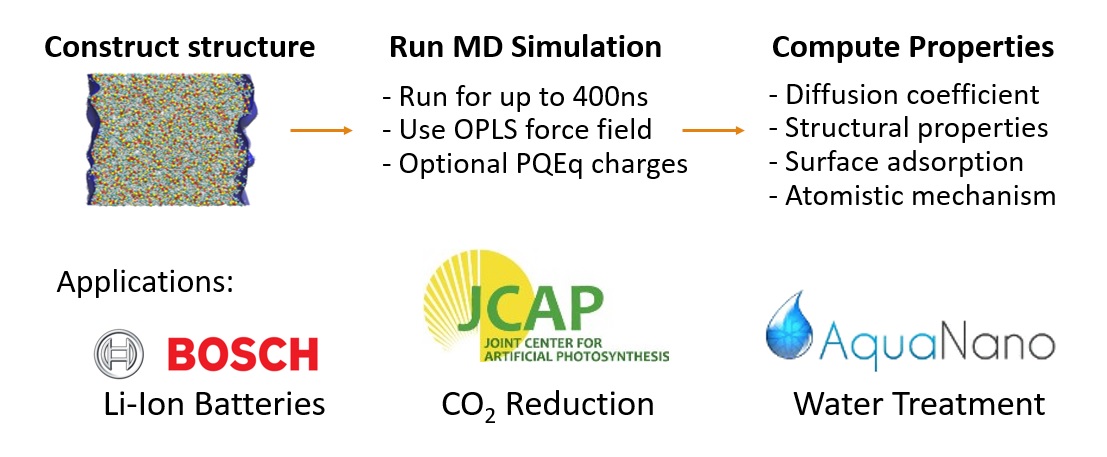 Construct structure
Run MD Simulation
- Run for up to 400ns
- Use OPLS force field
- Optional PQEq charges
Compute Properties
- Diffusion coefficient
- Structural properties
- Surface adsorption
- Atomistic mechanism
Applications:
BOSCH
Li-Ion Batteries
JCAP
JOINT CENTER FOR
ARTIFICIAL PHOTOSYNTHESIS
CO₂ Reduction
AquaNano
Water Treatment